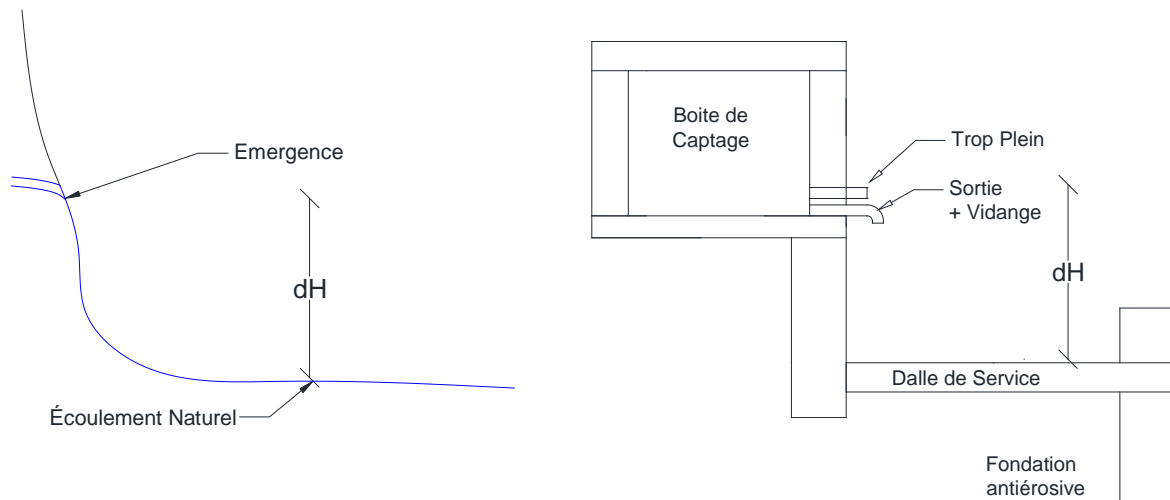 Emergence
dH
Écoulement Naturel
Boite de
Captage
Trop Plein
Sortie
+ Vidange
dH
Dalle de Service
Fondation
antiérosive